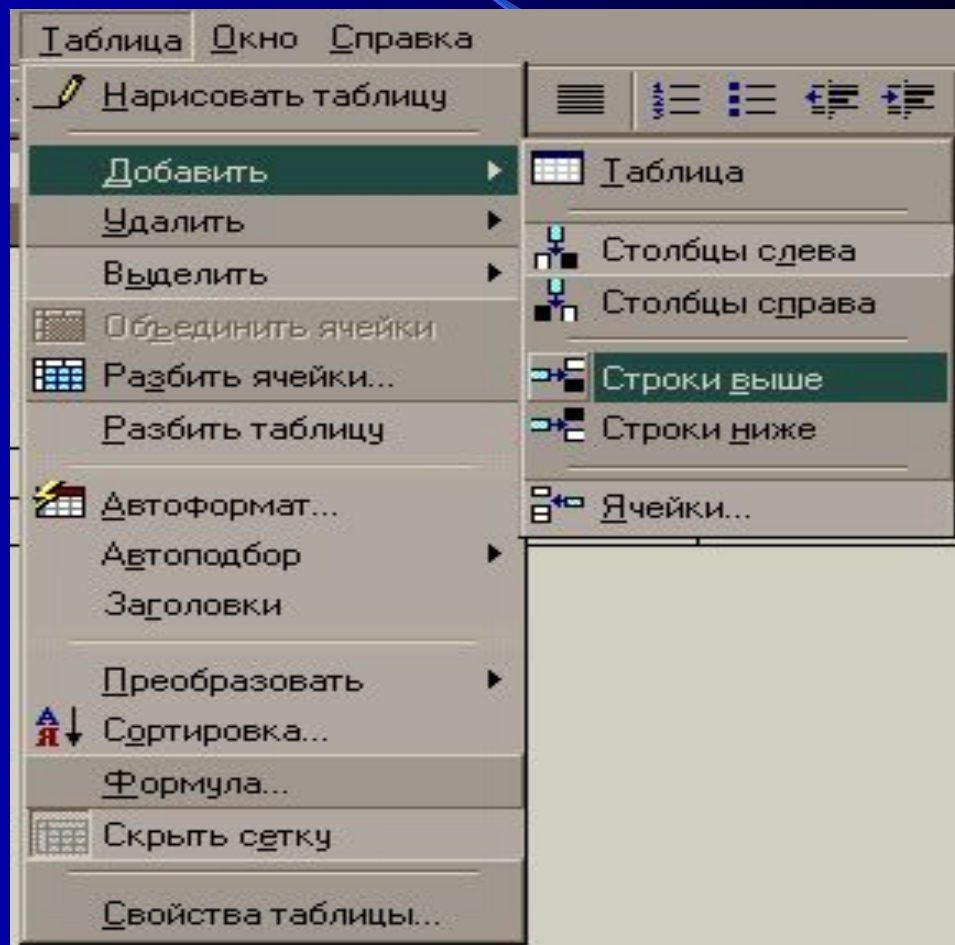 Таблица Окно Справка
Нарисовать таблицу
Добавить
Удалить
Выделить
Объединить ячейки
Разбить ячейки...
Разбить таблицу
Автоформат...
Автоподбор
Заголовки
Преобразовать
Сортировка...
Формула...
Скрыть сетку
Свойства таблицы...
Таблица
Столбцы слева
Столбцы справа
Строки выше
Строки ниже
Ячейки...